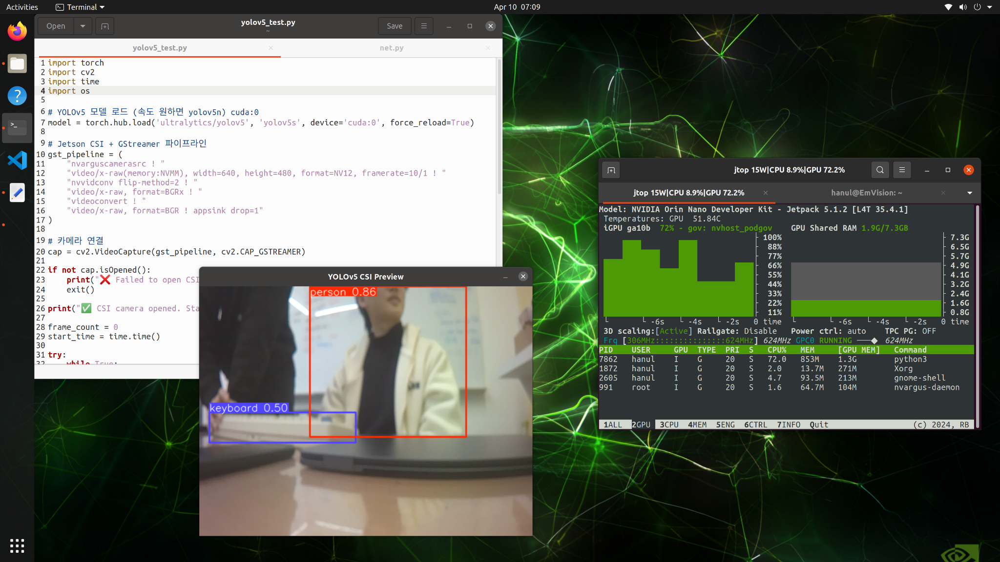 Activities
Terminal
Apr 10 07:09
Open
yolov5_test.py
~
Save
yolov5_test.py
net.py
1 import torch
2 import cv2
3 import time
4 import os
5
6 # YOLOv5 모델 로드 (속도 원하면 yolov5n) cuda:0
7 model = torch.hub.load('ultralytics/yolov5', 'yolov5s', device='cuda:0', force_reload=True)
8
9 # Jetson CSI + GStreamer 파이프라인
10 gst_pipeline = (
11     "nvarguscamerasrc ! "
12     "video/x-raw(memory:NVMM), width=640, height=480, format=NV12, framerate=10/1 ! "
13     "nvvidconv flip-method=2 ! "
14     "video/x-raw, format=BGRx ! "
15     "videoconvert ! "
16     "video/x-raw, format=BGR ! appsink drop=1"
17 )
18
19 # 카메라 연결
20 cap = cv2.VideoCapture(gst_pipeline, cv2.CAP_GSTREAMER)
21
22 if not cap.isOpened():
23     print("❌ Failed to open CSI
24     exit()
25
26 print("✅ CSI camera opened. Sta
27
28 frame_count = 0
29 start_time = time.time()
30
31 try:
32     while True:
YOLOv5 CSI Preview
person 0.86
keyboard 0.50
jtop 15W|CPU 8.9%|GPU 72.2%
jtop 15W|CPU 8.9%|GPU 72.2%
hanul@EmVision: ~
Model: NVIDIA Orin Nano Developer Kit - Jetpack 5.1.2 [L4T 35.4.1]
Temperatures: GPU 51.84C
iGPU ga10b 72% - gov: nvhost_podgov GPU Shared RAM 1.9G/7.3GB
100% 7.3G
88% 6.5G
77% 5.7G
66% 4.9G
55% 4.1G
44% 3.2G
33% 2.4G
22% 1.6G
11% 0.8G
-6s -4s -2s 0 time -6s -4s -2s 0 time
3D scaling:[Active] Railgate: Disable Power ctrl: auto TPC PG: OFF
Frq [306MHz:::::::::::::::624MHz] 624MHz GPC0 RUNNING 624MHz
PID USER GPU TYPE PRI S CPU% MEM [GPU MEM] Command
7862 hanul I G 20 S 72.0 853M 1.3G python3
1872 hanul I G 20 S 2.0 13.7M 271M Xorg
2605 hanul I G 20 S 4.7 93.5M 213M gnome-shell
991 root I G 20 S 1.6 64.7M 104M nvargus-daemon
1ALL 2GPU 3CPU 4MEM 5ENG 6CTRL 7INFO Quit (c) 2024, RB